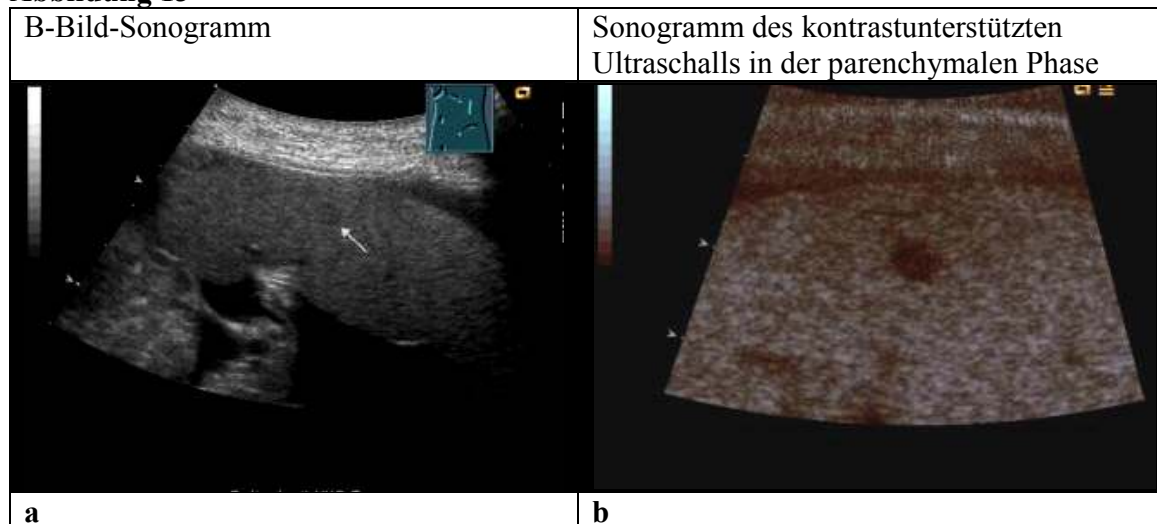 B-Bild-Sonogramm
Sonogramm des kontrastunterstützten
Ultraschalls in der parenchymalen Phase
a
b